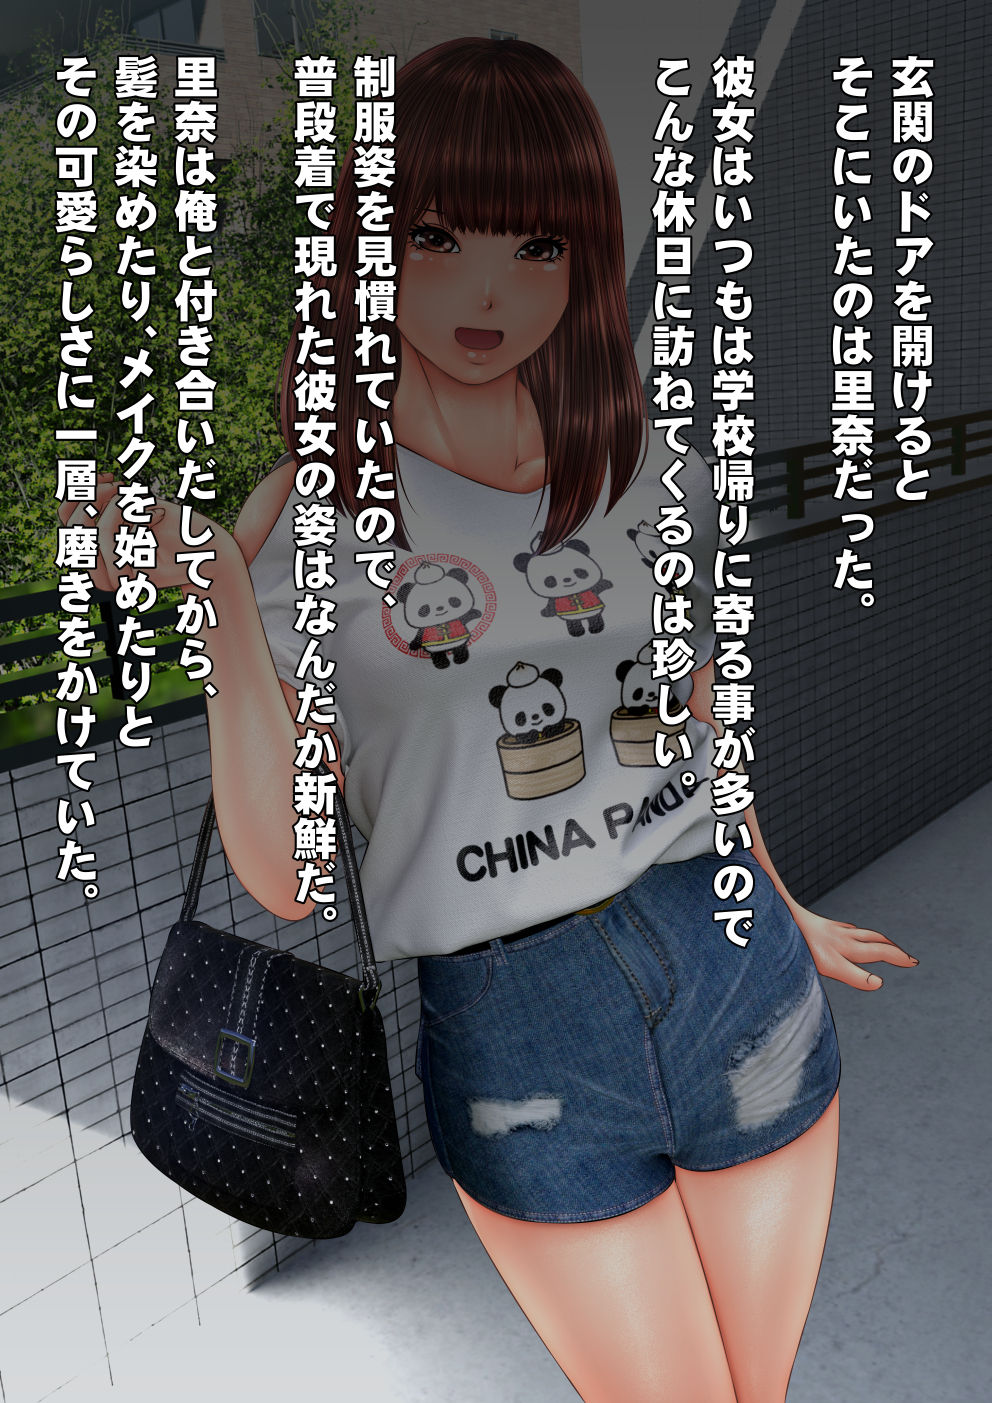 玄関のドアを開けると
そこにいたのは里奈だった。
彼女はいつもは学校帰りに寄る事が多いので
こんな休日に訪ねてくるのは珍しい。
制服姿を見慣れていたので、
普段着で現れた彼女の姿はなんだか新鮮だ。
里奈は俺と付き合いだしてから、
髪を染めたり、メイクを始めたりと
その可愛らしさに一層、磨きをかけていた。
CHINA PANDA